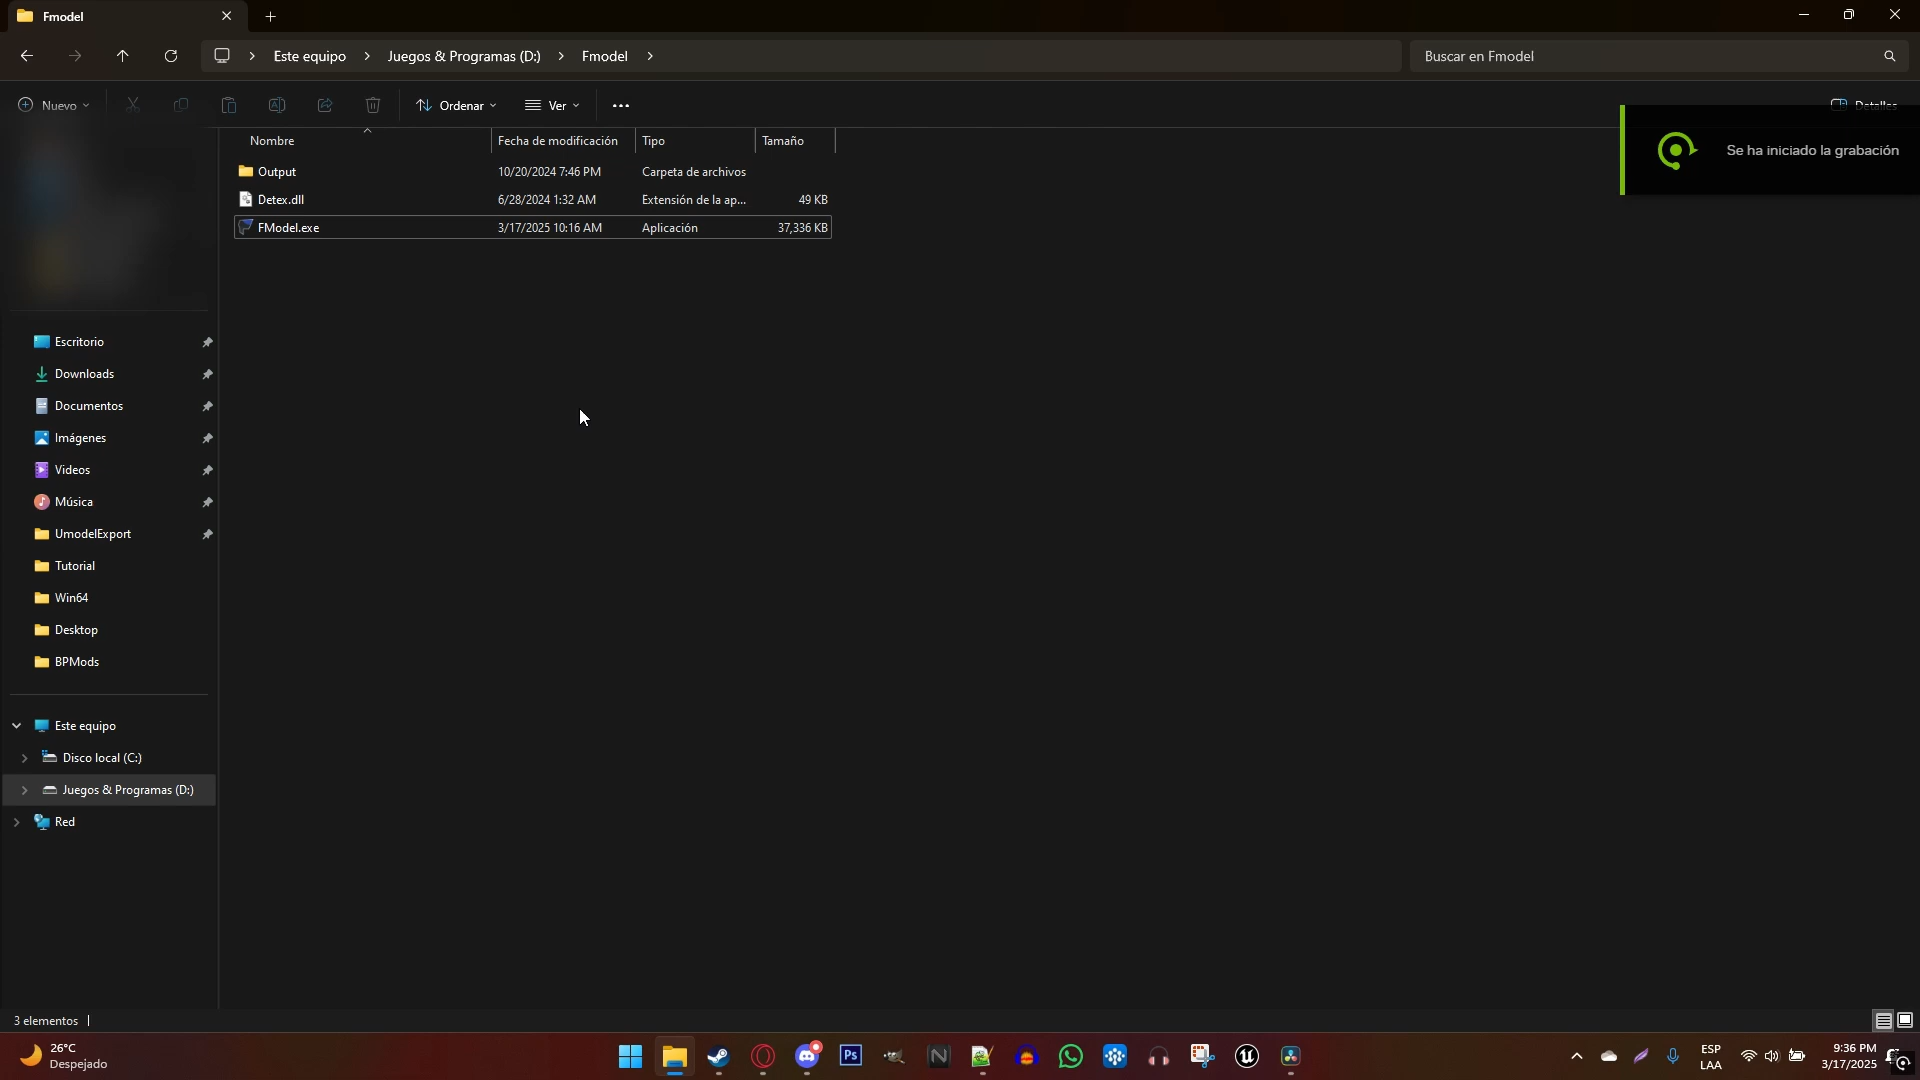 Fmodel
Este equipo > Juegos & Programas (D:) > Fmodel >
Buscar en Fmodel
Nuevo
Ordenar
Ver
Detalles
Se ha iniciado la grabación
Nombre Fecha de modificación Tipo Tamaño
Output 10/20/2024 7:46 PM Carpeta de archivos
Detex.dll 6/28/2024 1:32 AM Extensión de la ap... 49 KB
FModel.exe 3/17/2025 10:16 AM Aplicación 37,336 KB
Escritorio
Downloads
Documentos
Imágenes
Videos
Música
UmodelExport
Tutorial
Win64
Desktop
BPMods
Este equipo
Disco local (C:)
Juegos & Programas (D:)
Red
3 elementos
26°C
Despejado
Ps
ESP
LAA
9:36 PM
3/17/2025